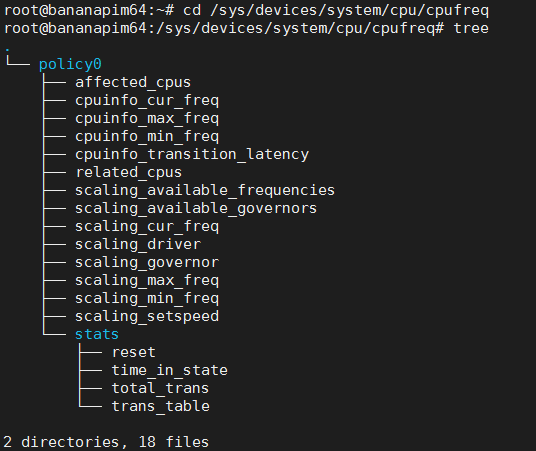 root@bananapim64:~# cd /sys/devices/system/cpu/cpufreq
root@bananapim64:/sys/devices/system/cpu/cpufreq# tree
.
└── policy0
    ├── affected_cpus
    ├── cpuinfo_cur_freq
    ├── cpuinfo_max_freq
    ├── cpuinfo_min_freq
    ├── cpuinfo_transition_latency
    ├── related_cpus
    ├── scaling_available_frequencies
    ├── scaling_available_governors
    ├── scaling_cur_freq
    ├── scaling_driver
    ├── scaling_governor
    ├── scaling_max_freq
    ├── scaling_min_freq
    ├── scaling_setspeed
    └── stats
        ├── reset
        ├── time_in_state
        ├── total_trans
        └── trans_table

2 directories, 18 files